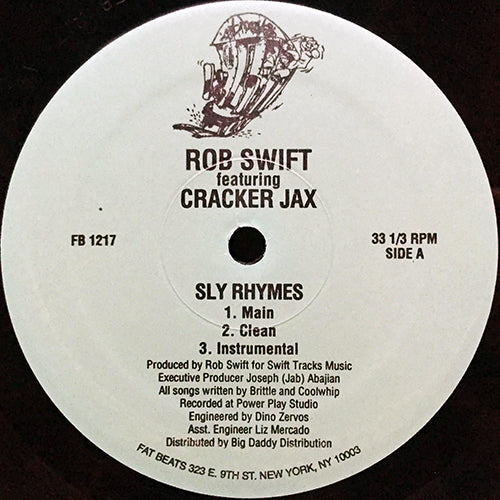 ROB SWIFT
featuring
CRACKER JAX
FB 1217
33 1/3 RPM
SIDE A
SLY RHYMES
1. Main
2. Clean
3. Instrumental
Produced by Rob Swift for Swift Tracks Music
Executive Producer Joseph (Jab) Abajian
All songs written by Brittle and Coolwhip
Recorded at Power Play Studio
Engineered by Dino Zervos
Asst. Engineer Liz Mercado
Distributed by Big Daddy Distribution
FAT BEATS 323 E. 9TH ST. NEW YORK, NY 10003